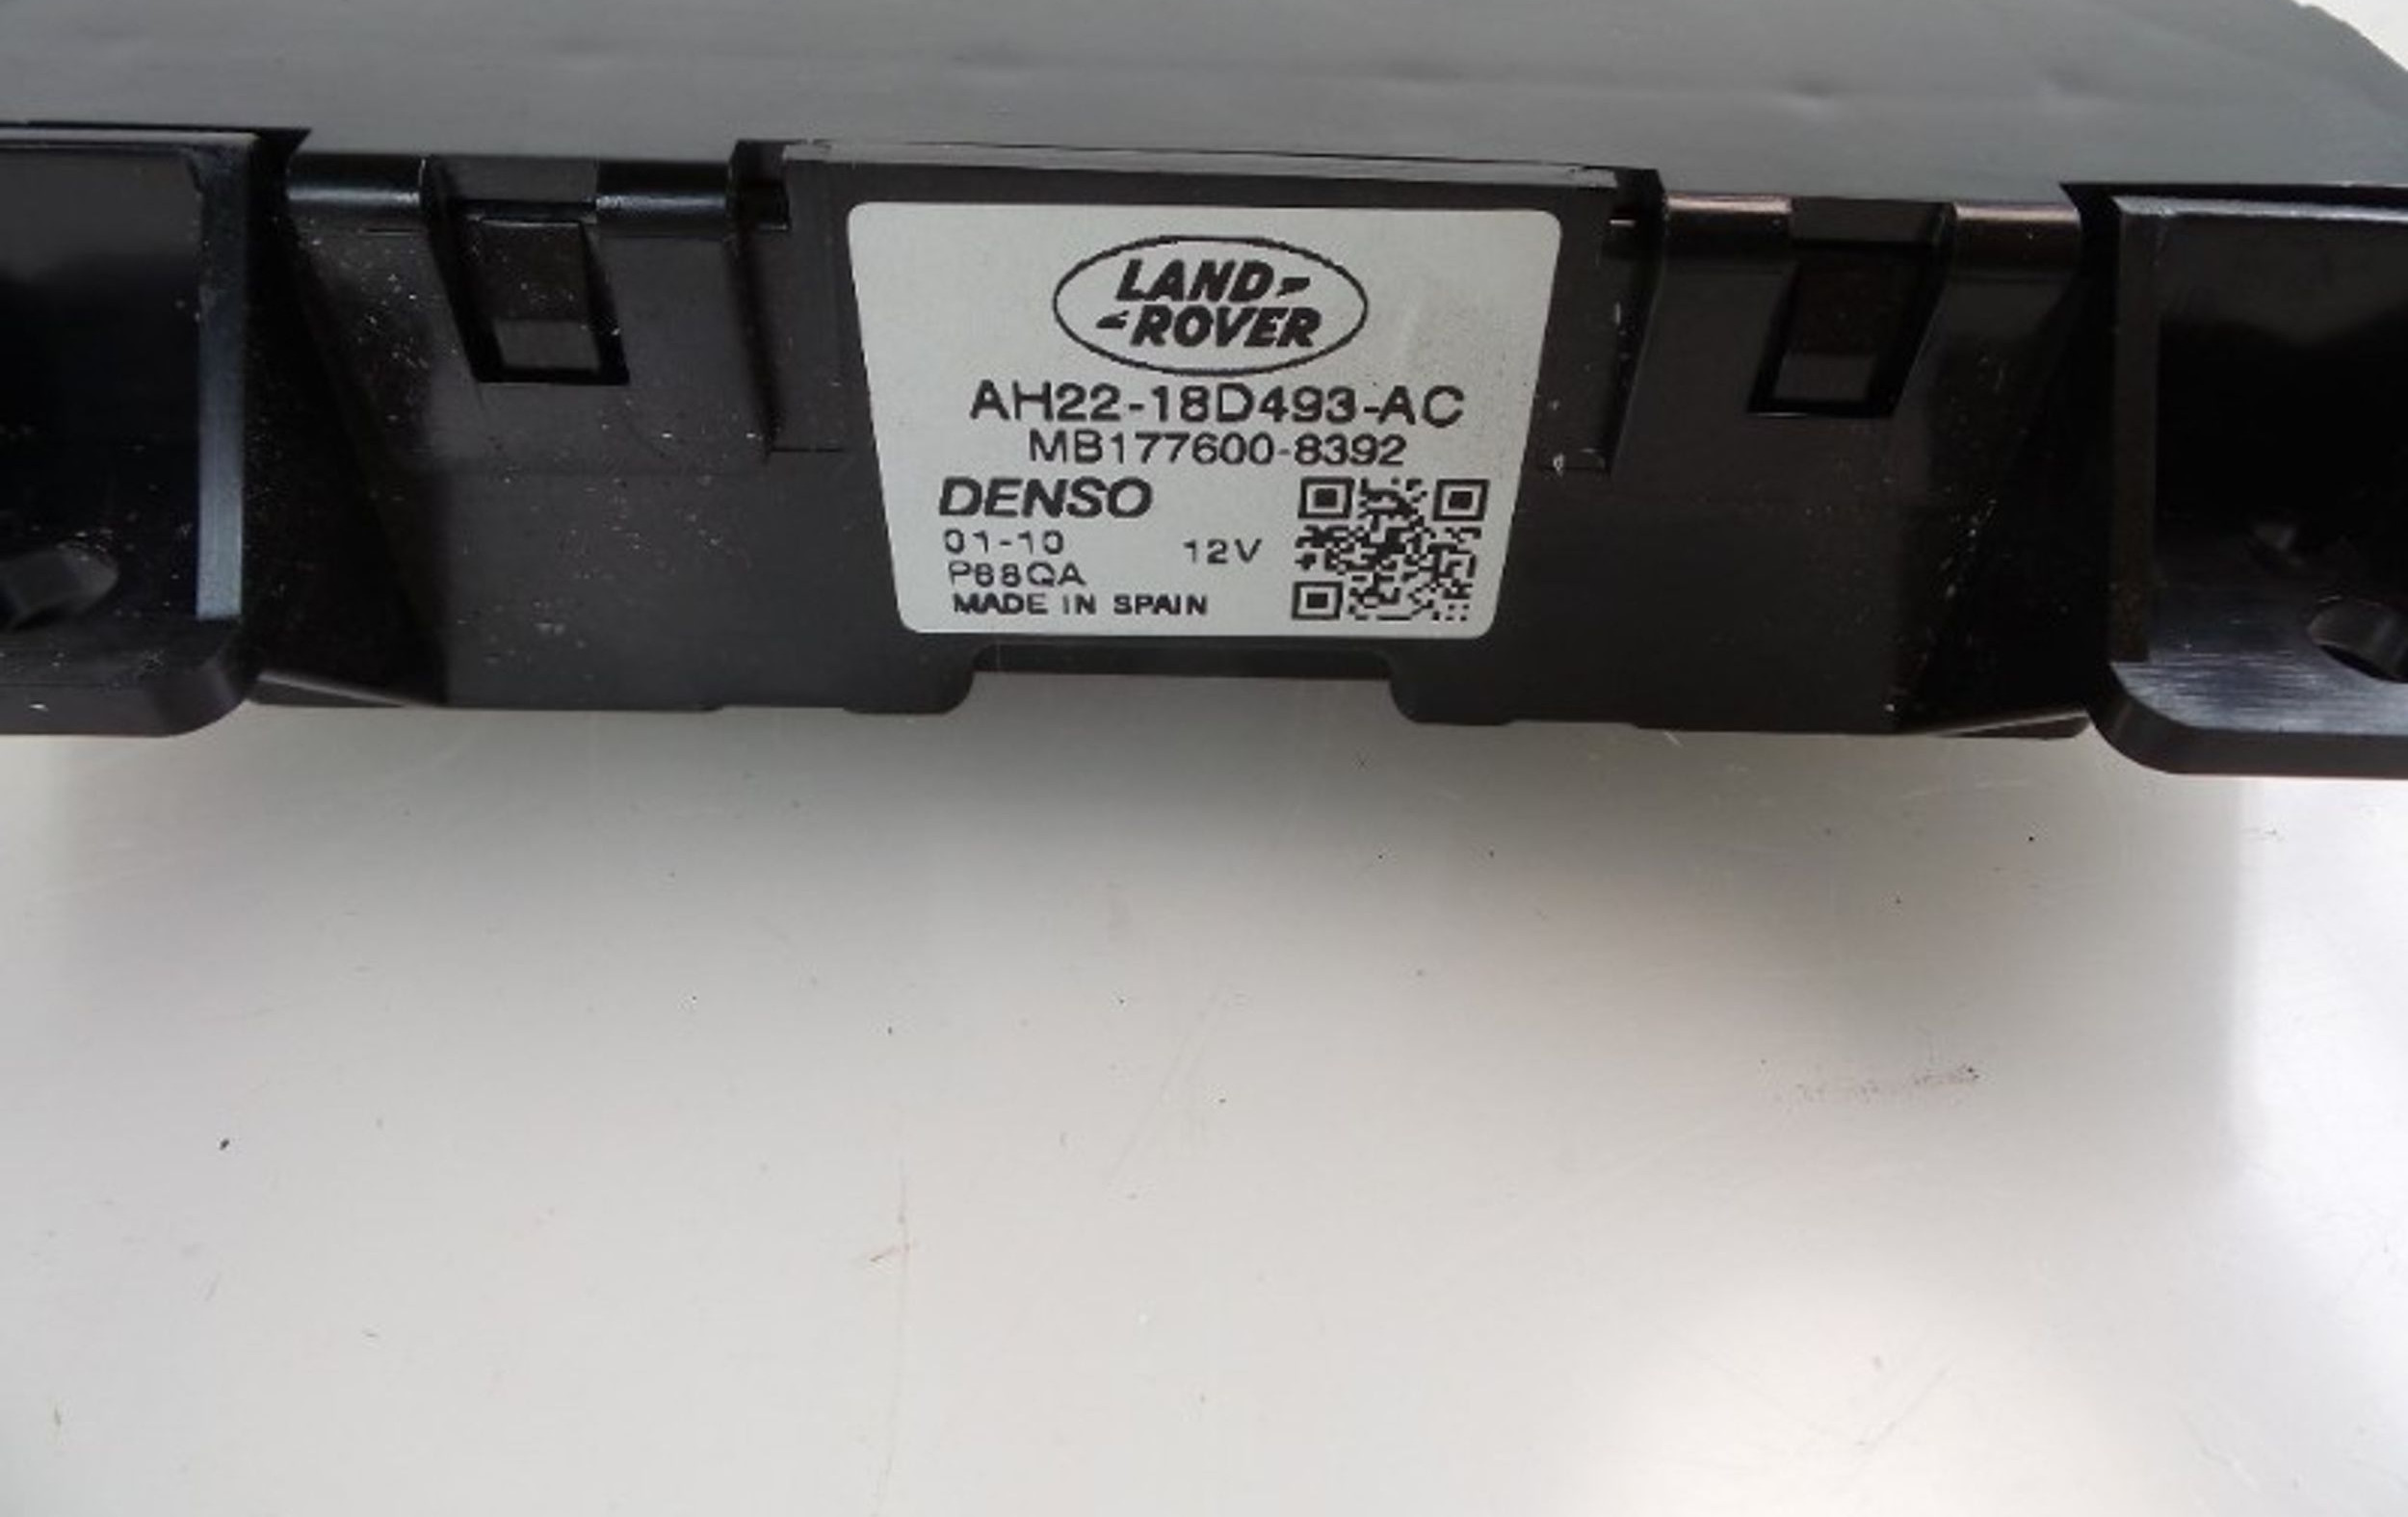 LAND-
-ROVER
AH22-18D493-AC
MB177600-8392
DENSO
01-10
12V
P68QA
MADE IN SPAIN